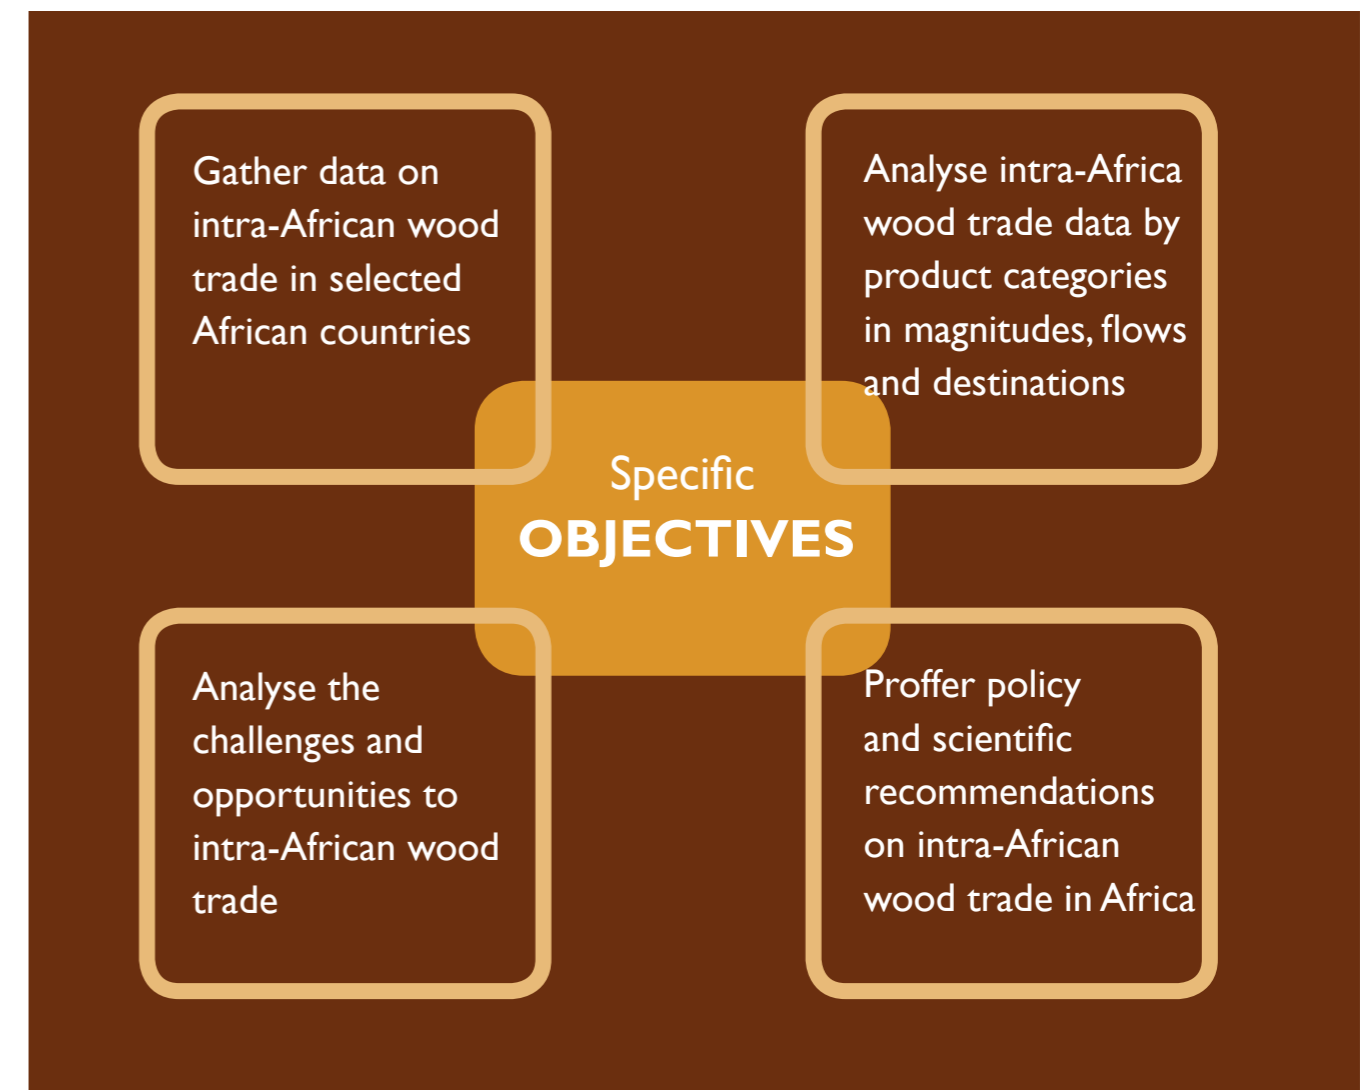 Gather data on
intra-African wood
trade in selected
African countries
Analyse intra-Africa
wood trade data by
product categories
in magnitudes, flows
and destinations
Specific
OBJECTIVES
Analyse the
challenges and
opportunities to
intra-African wood
trade
Proffer policy
and scientific
recommendations
on intra-African
wood trade in Africa